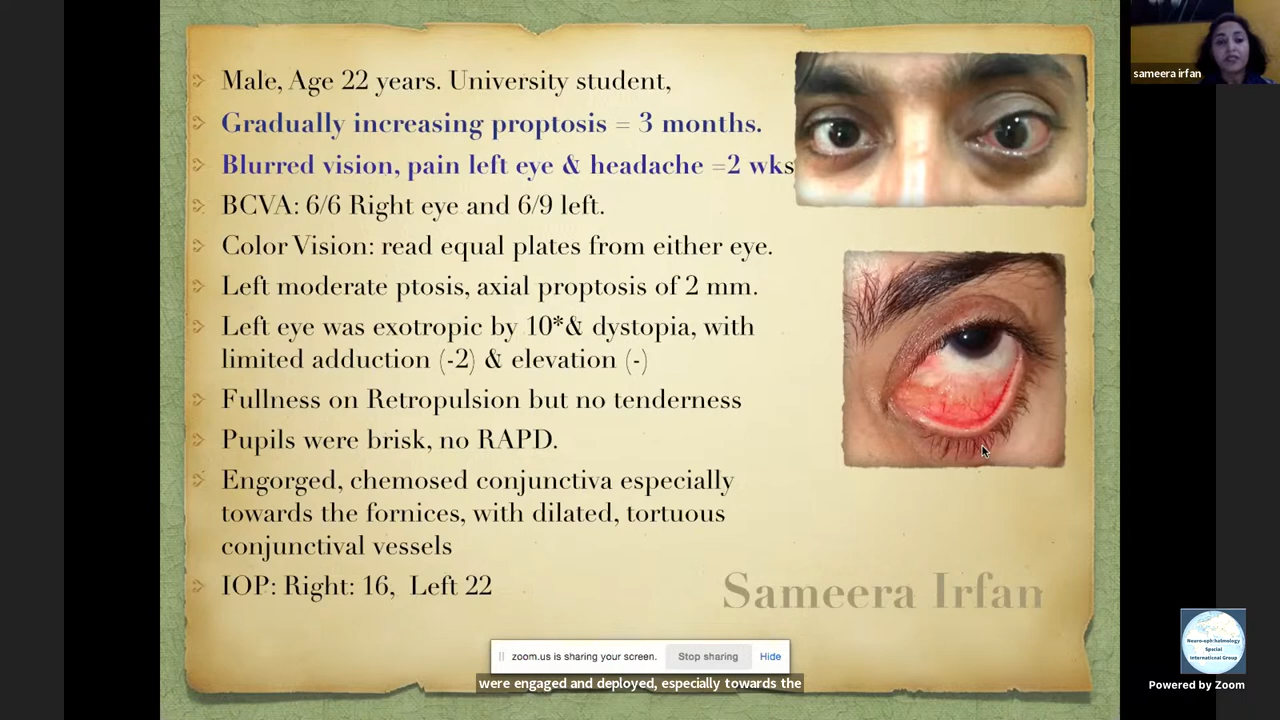 Male, Age 22 years. University student,
Gradually increasing proptosis = 3 months.
Blurred vision, pain left eye & headache =2 wks
BCVA: 6/6 Right eye and 6/9 left.
Color Vision: read equal plates from either eye.
Left moderate ptosis, axial proptosis of 2 mm.
Left eye was exotropic by 10*& dystopia, with
limited adduction (-2) & elevation (-)
Fullness on Retropulsion but no tenderness
Pupils were brisk, no RAPD.
Engorged, chemosed conjunctiva especially
towards the fornices, with dilated, tortuous
conjunctival vessels
IOP: Right: 16, Left 22
Sameera Irfan
zoom.us is sharing your screen. Stop sharing Hide
were engaged and deployed, especially towards the
sameera irfan
Neuro-ophthalmology
Special
International Group
Powered by Zoom